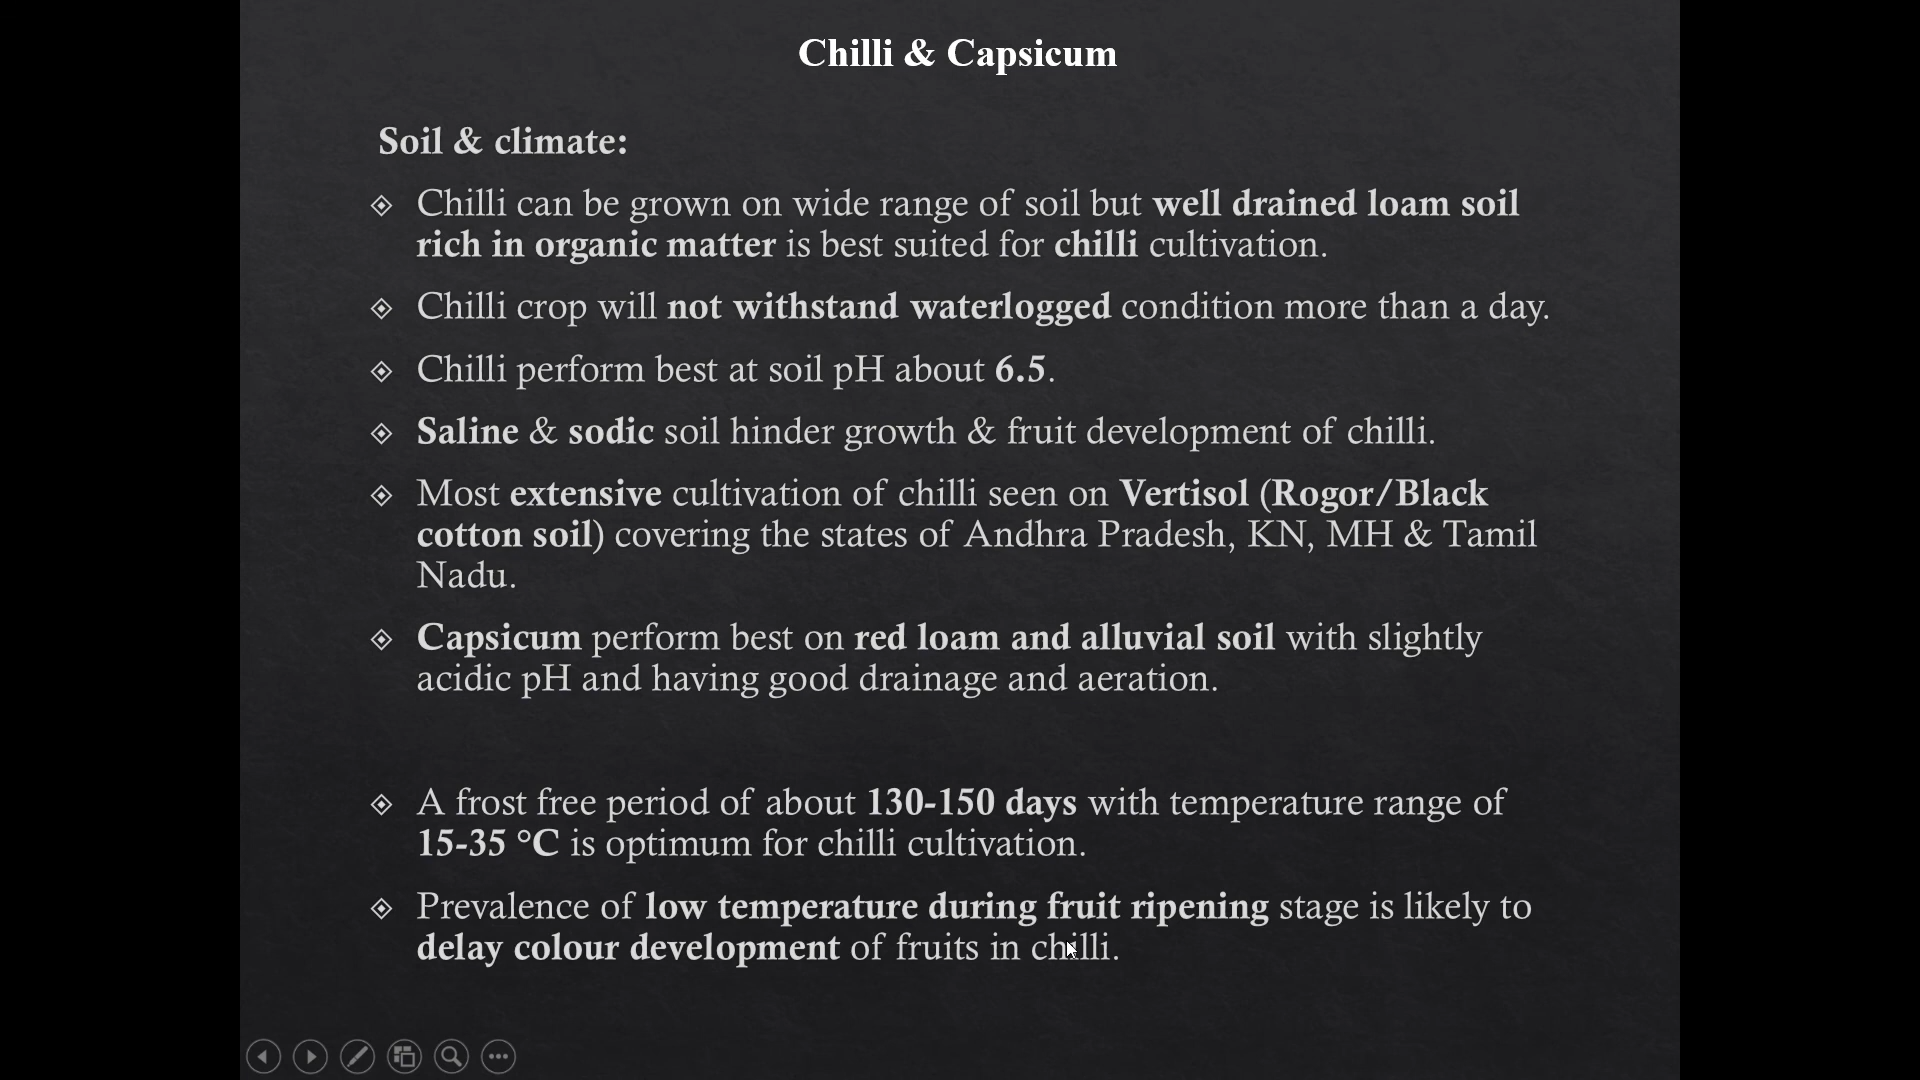 Chilli & Capsicum
Soil & climate:
Chilli can be grown on wide range of soil but well drained loam soil
rich in organic matter is best suited for chilli cultivation.
Chilli crop will not withstand waterlogged condition more than a day.
Chilli perform best at soil pH about 6.5.
Saline & sodic soil hinder growth & fruit development of chilli.
Most extensive cultivation of chilli seen on Vertisol (Rogor/Black
cotton soil) covering the states of Andhra Pradesh, KN, MH & Tamil
Nadu.
Capsicum perform best on red loam and alluvial soil with slightly
acidic pH and having good drainage and aeration.
A frost free period of about 130-150 days with temperature range of
15-35 °C is optimum for chilli cultivation.
Prevalence of low temperature during fruit ripening stage is likely to
delay colour development of fruits in chilli.